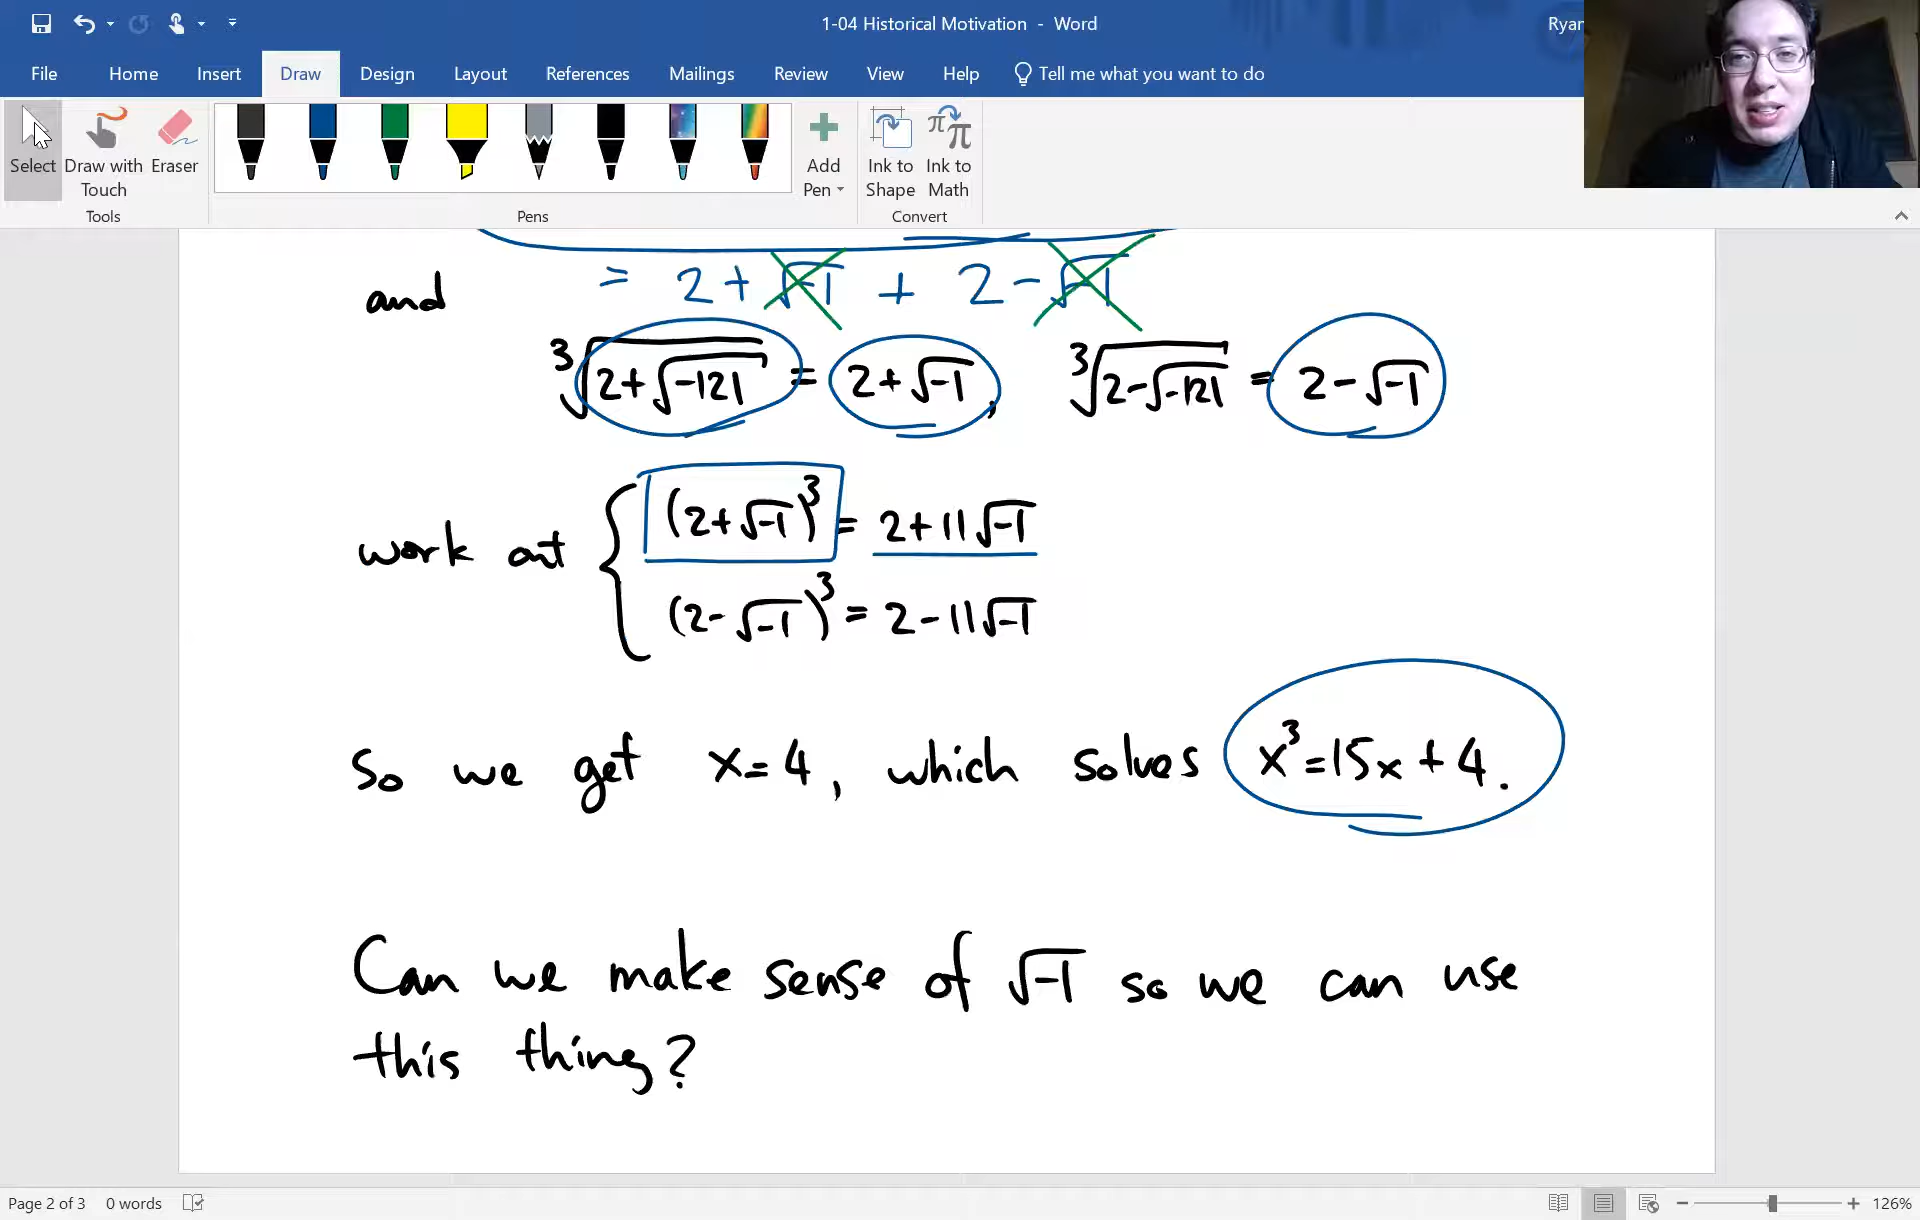 1-04 Historical Motivation - Word
Ryan
File Home Insert Draw Design Layout References Mailings Review View Help Tell me what you want to do
Select
Draw with Touch
Eraser
Tools
Pens
Add Pen
Ink to Shape
Ink to Math
Convert
= 2 + √-1 + 2 - √-1
and
∛(2+√-121) = 2+√-1, ∛(2-√-121) = 2-√-1
work out { (2+√-1)³ = 2+11√-1
(2-√-1)³ = 2-11√-1
So we get x=4, which solves x³=15x+4.
Can we make sense of √-1 so we can use
this thing?
Page 2 of 3 0 words 126%